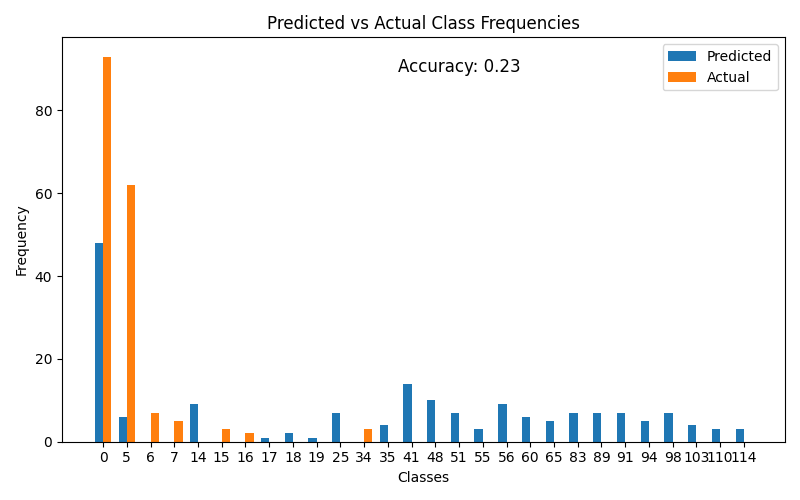 Predicted vs Actual Class Frequencies
Accuracy: 0.23
Predicted
Actual
Frequency
80
60
40
20
0
0 5 6 7 14 15 16 17 18 19 25 34 35 41 48 51 55 56 60 65 83 89 91 94 98 103 110 114
Classes